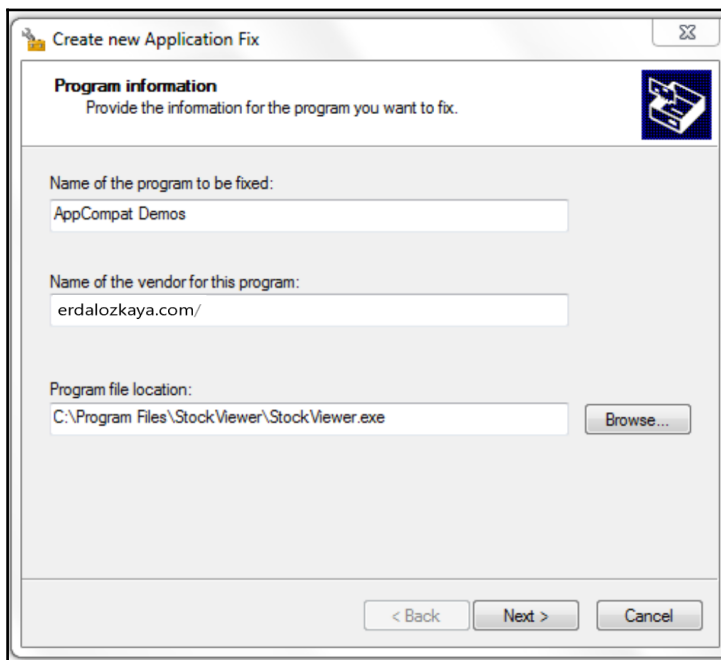 Create new Application Fix
Program information
Provide the information for the program you want to fix.
Name of the program to be fixed:
AppCompat Demos
Name of the vendor for this program:
erdalozkaya.com/
Program file location:
C:\Program Files\StockViewer\StockViewer.exe
Browse...
< Back
Next >
Cancel